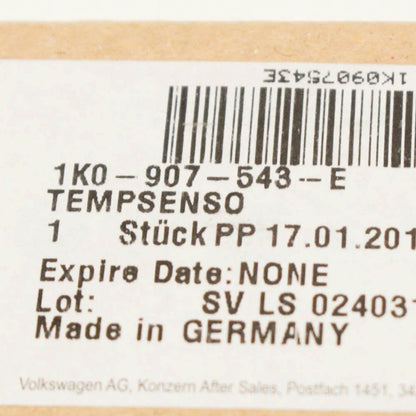 1K0907543E
1K0-907-543--E
TEMPSENSO
1 Stück PP 17.01.201
Expire Date: NONE
Lot: SV LS 024031
Made in GERMANY
Volkswagen AG, Konzern After Sales, Postfach 1451, 34